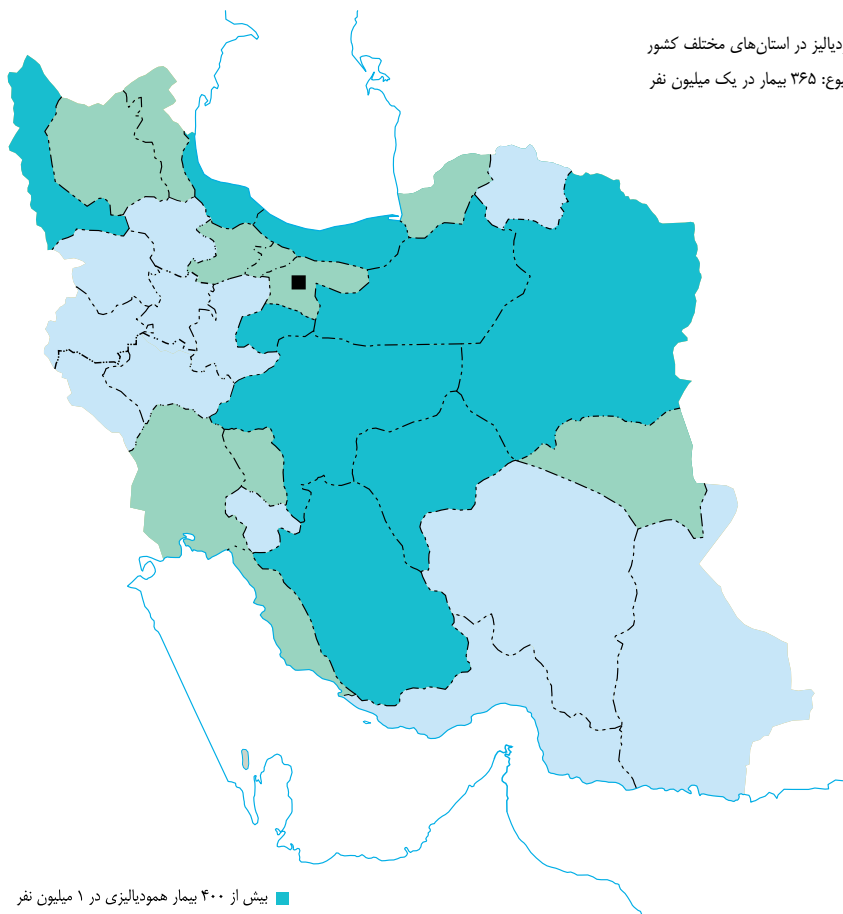 دیالیز در استان‌های مختلف کشور
یوع: ۳۶۵ بیمار در یک میلیون نفر
بیش از ۴۰۰ بیمار همودیالیزی در ۱ میلیون نفر